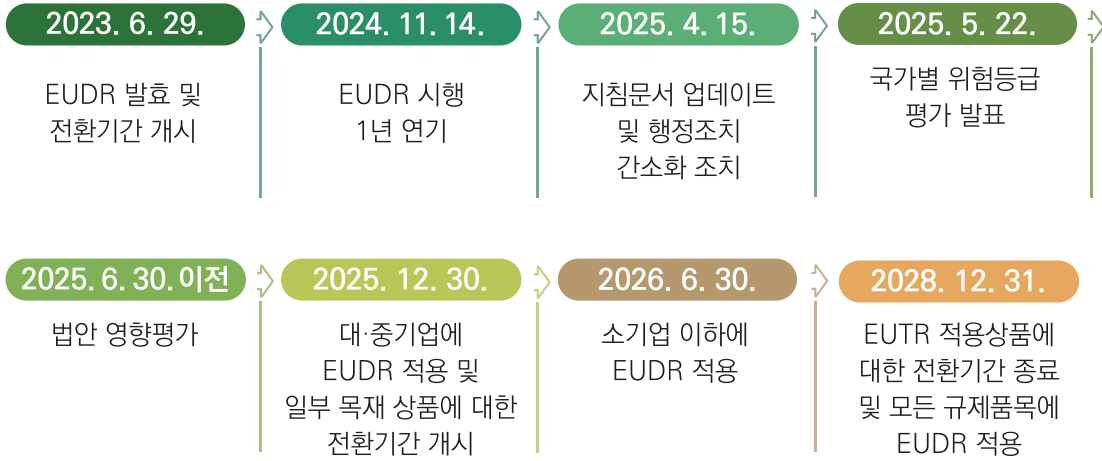 2023. 6. 29.
EUDR 발효 및
전환기간 개시
2024. 11. 14.
EUDR 시행
1년 연기
2025. 4. 15.
지침문서 업데이트
및 행정조치
간소화 조치
2025. 5. 22.
국가별 위험등급
평가 발표
2025. 6. 30. 이전
법안 영향평가
2025. 12. 30.
대·중기업에
EUDR 적용 및
일부 목재 상품에 대한
전환기간 개시
2026. 6. 30.
소기업 이하에
EUDR 적용
2028. 12. 31.
EUTR 적용상품에
대한 전환기간 종료
및 모든 규제품목에
EUDR 적용